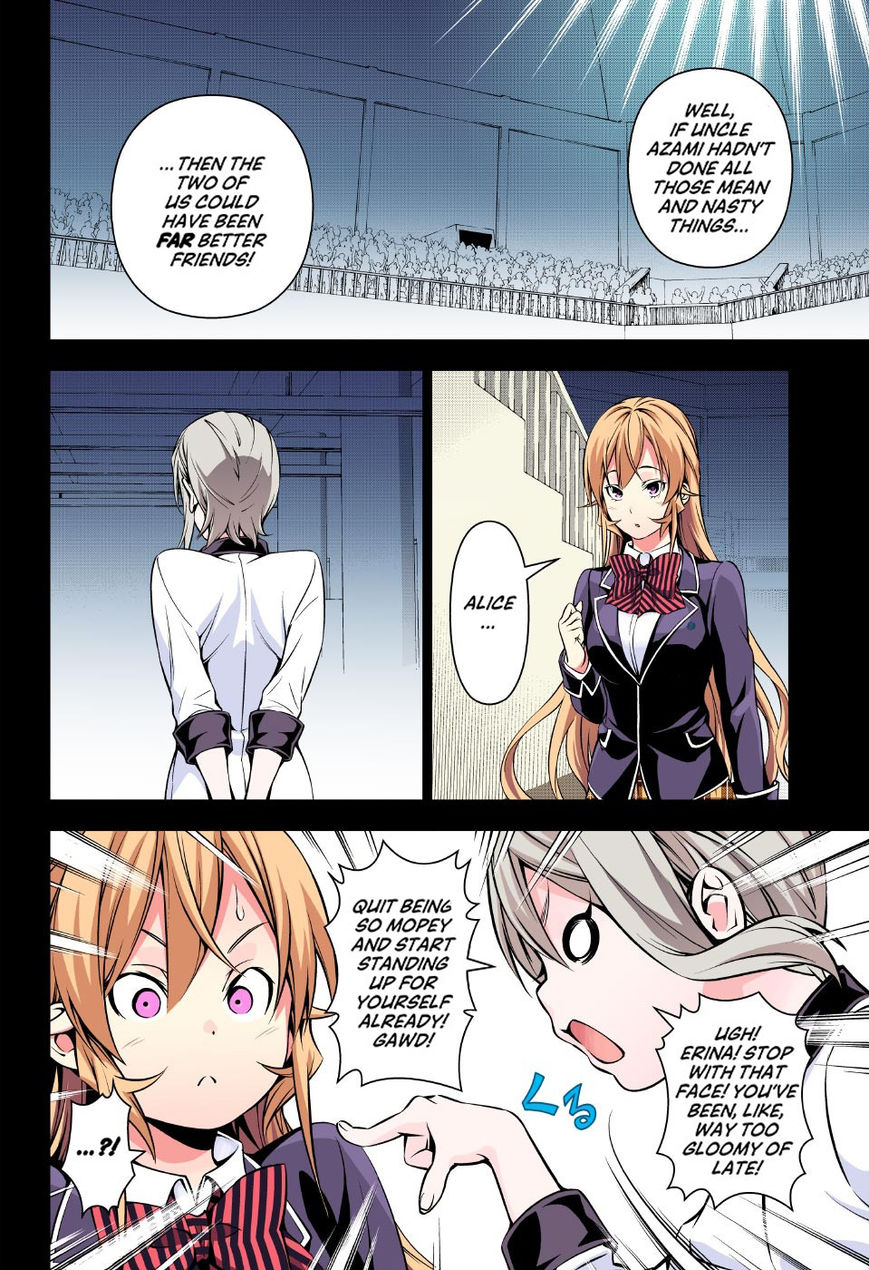 WELL,
IF UNCLE
AZAMI HADN'T
DONE ALL
THOSE MEAN
AND NASTY
THINGS...
...THEN THE
TWO OF
US COULD
HAVE BEEN
FAR BETTER
FRIENDS!
ALICE
...
UGH!
ERINA! STOP
WITH THAT
FACE! YOU'VE
BEEN, LIKE,
WAY TOO
GLOOMY OF
LATE!
くる
QUIT BEING
SO MOPEY
AND START
STANDING
UP FOR
YOURSELF
ALREADY!
GAWD!
...?!